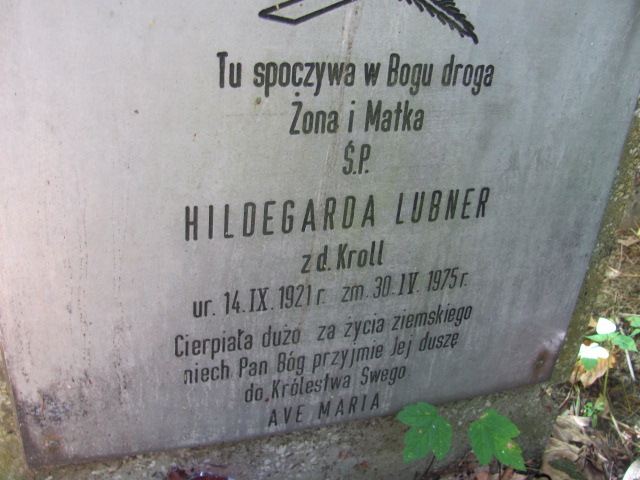 Tu spoczywa w Bogu droga
Żona i Matka
Ś.P.
HILDEGARDA LUBNER
z d. Kroll
ur. 14.IX.1921 r. zm. 30.IV.1975 r.
Cierpiała dużo za życia ziemskiego
niech Pan Bóg przyjmie Jej duszę
do Królestwa Swego
AVE MARIA